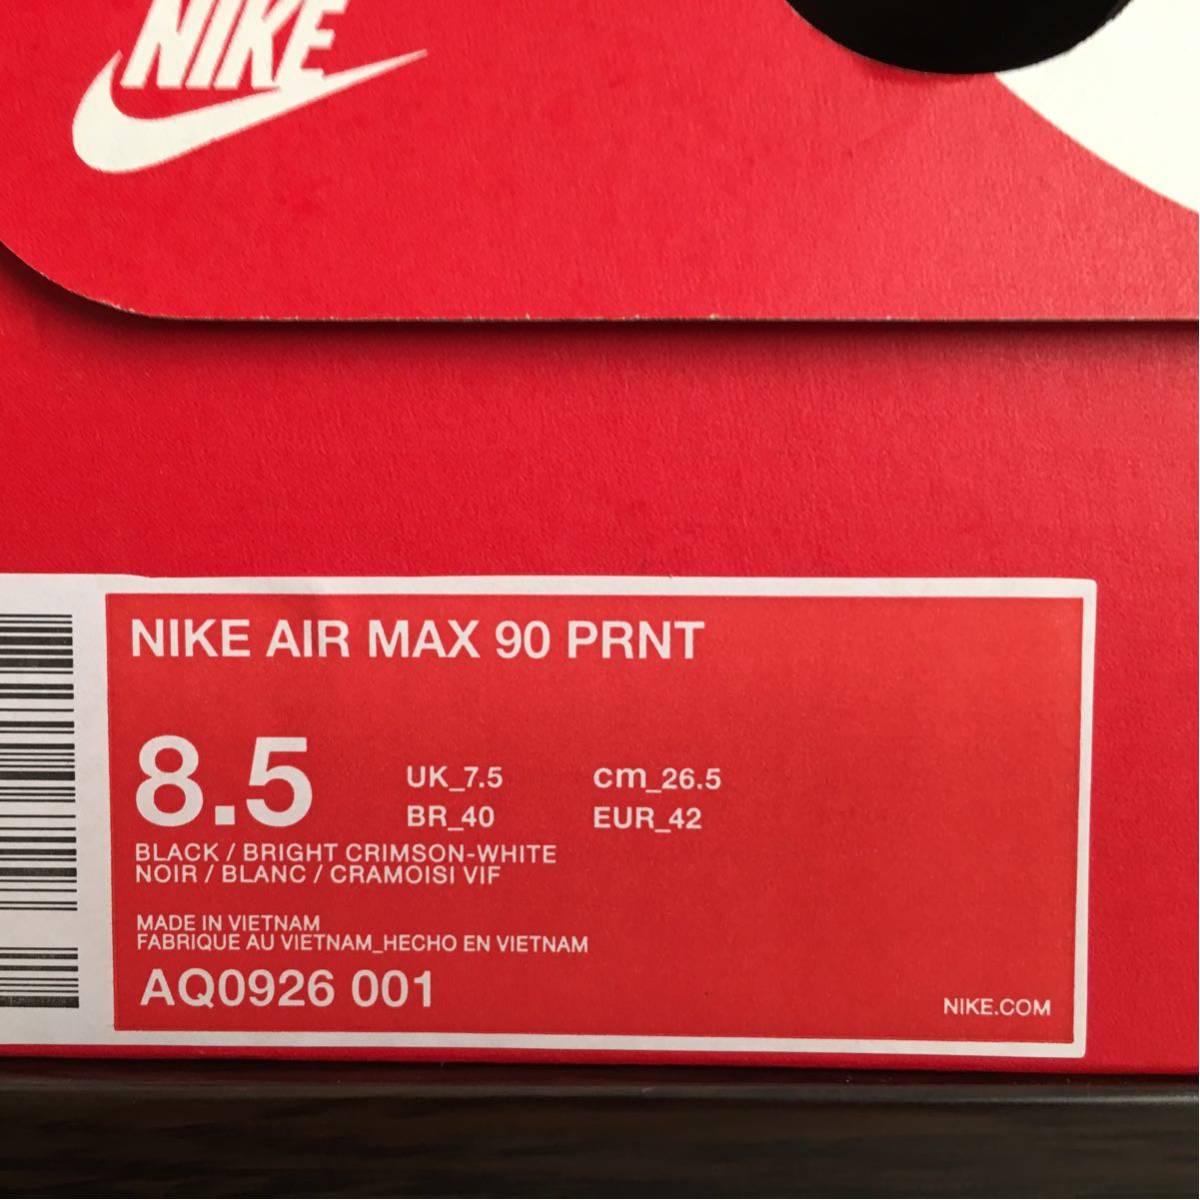 NIKE
NIKE AIR MAX 90 PRNT
8.5
UK_7.5 cm_26.5
BR_40 EUR_42
BLACK / BRIGHT CRIMSON-WHITE
NOIR / BLANC / CRAMOISI VIF
MADE IN VIETNAM
FABRIQUE AU VIETNAM_HECHO EN VIETNAM
AQ0926 001
NIKE.COM